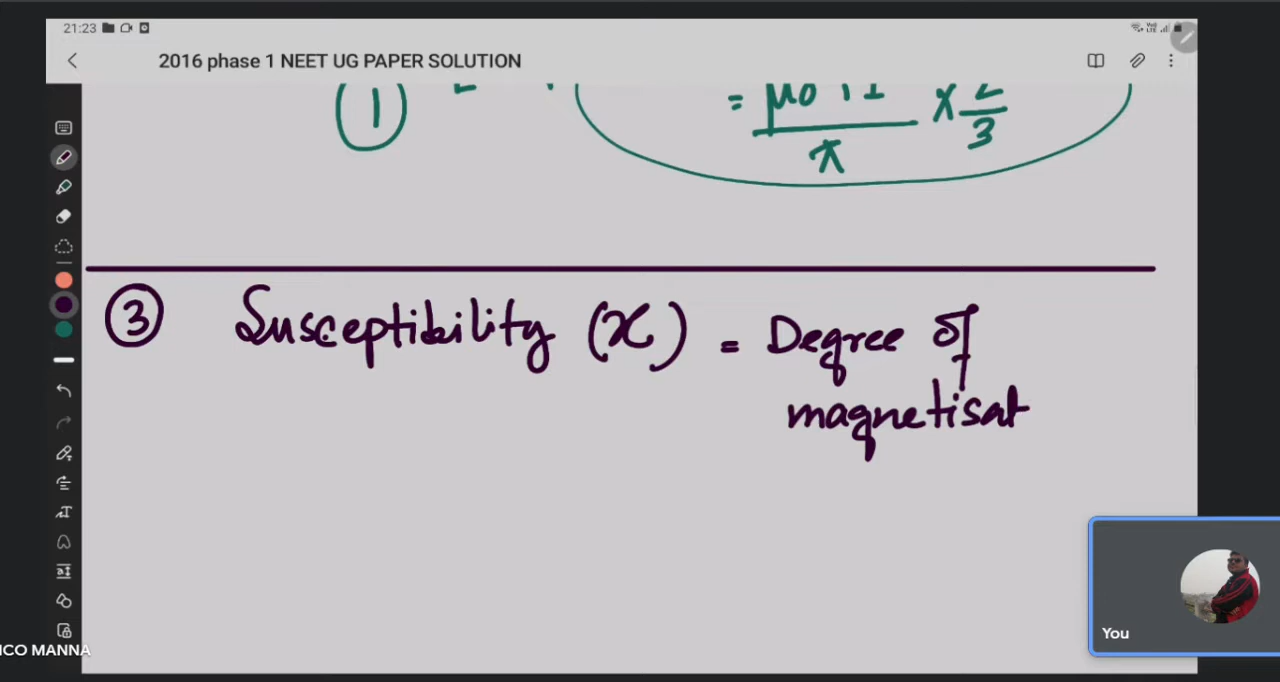 21:23
2016 phase 1 NEET UG PAPER SOLUTION
①
= μ0 i I / π × 2/3
③ Susceptibility (χ) = Degree of
magnetisat
You
ICO MANNA